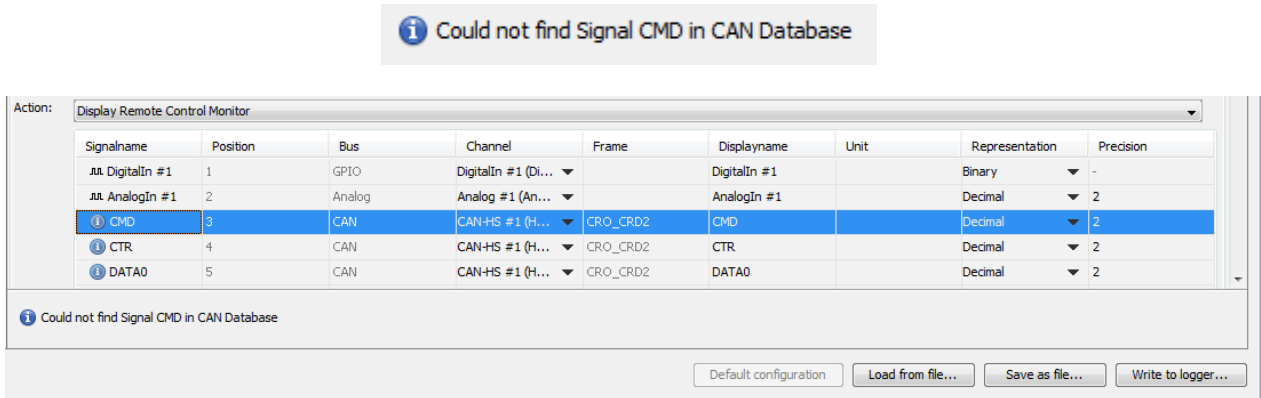 Could not find Signal CMD in CAN Database
Action: Display Remote Control Monitor
Signalname Position Bus Channel Frame Displayname Unit Representation Precision
DigitalIn #1 1 GPIO DigitalIn #1 (Di... DigitalIn #1 Binary -
AnalogIn #1 2 Analog Analog #1 (An... AnalogIn #1 Decimal 2
CMD 3 CAN CAN-HS #1 (H... CRO_CRD2 CMD Decimal 2
CTR 4 CAN CAN-HS #1 (H... CRO_CRD2 CTR Decimal 2
DATA0 5 CAN CAN-HS #1 (H... CRO_CRD2 DATA0 Decimal 2
Could not find Signal CMD in CAN Database
Default configuration Load from file... Save as file... Write to logger...